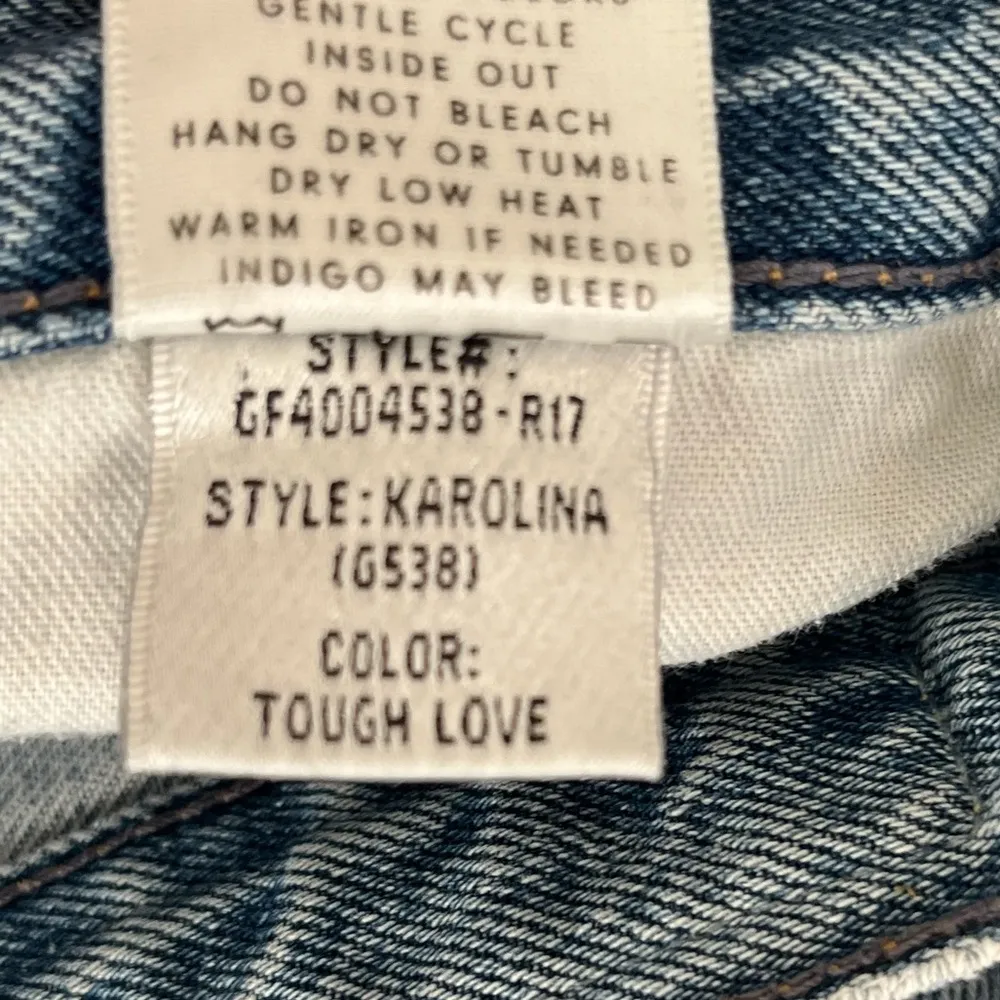 GENTLE CYCLE
INSIDE OUT
DO NOT BLEACH
HANG DRY OR TUMBLE
DRY LOW HEAT
WARM IRON IF NEEDED
INDIGO MAY BLEED
STYLE#:
GF4004538-R17
STYLE:KAROLINA
(G538)
COLOR:
TOUGH LOVE